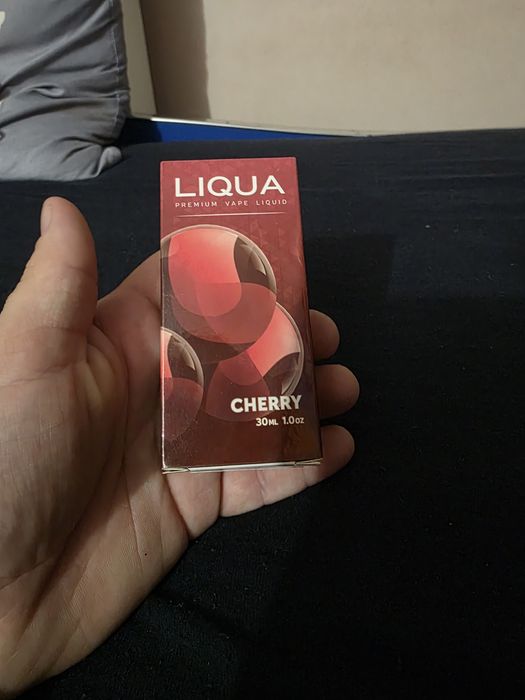 LIQUA
PREMIUM VAPE LIQUID
CHERRY
30ML 1.0OZ